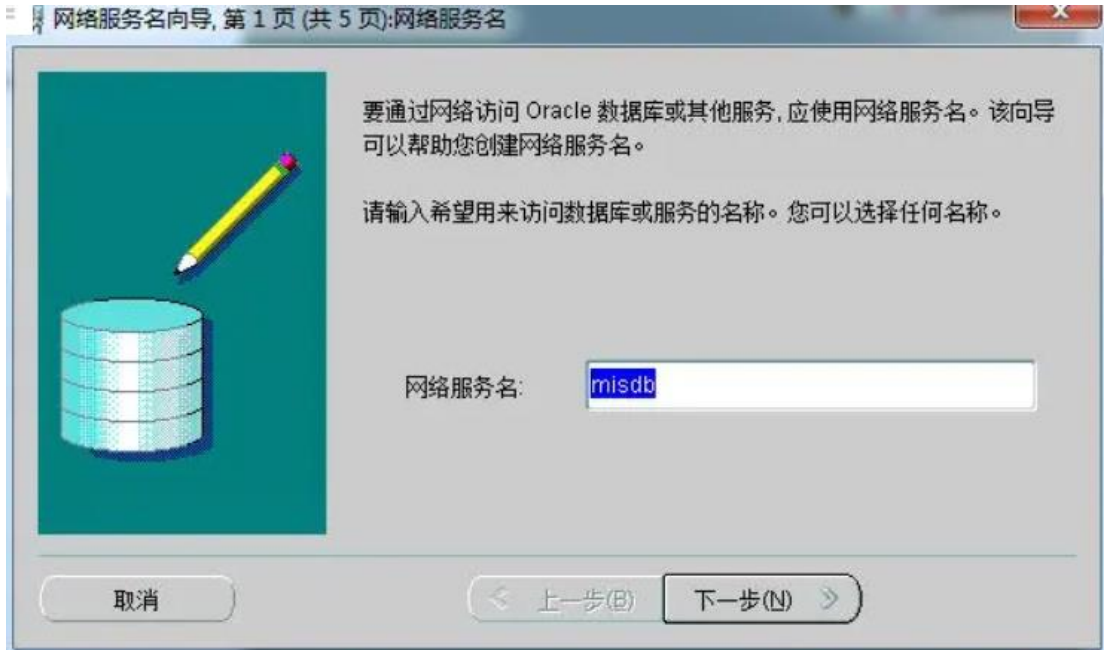 网络服务名向导, 第 1 页 (共 5 页):网络服务名
要通过网络访问 Oracle 数据库或其他服务, 应使用网络服务名。该向导
可以帮助您创建网络服务名。
请输入希望用来访问数据库或服务的名称。您可以选择任何名称。
网络服务名: misdb
取消 上一步(B) 下一步(N)